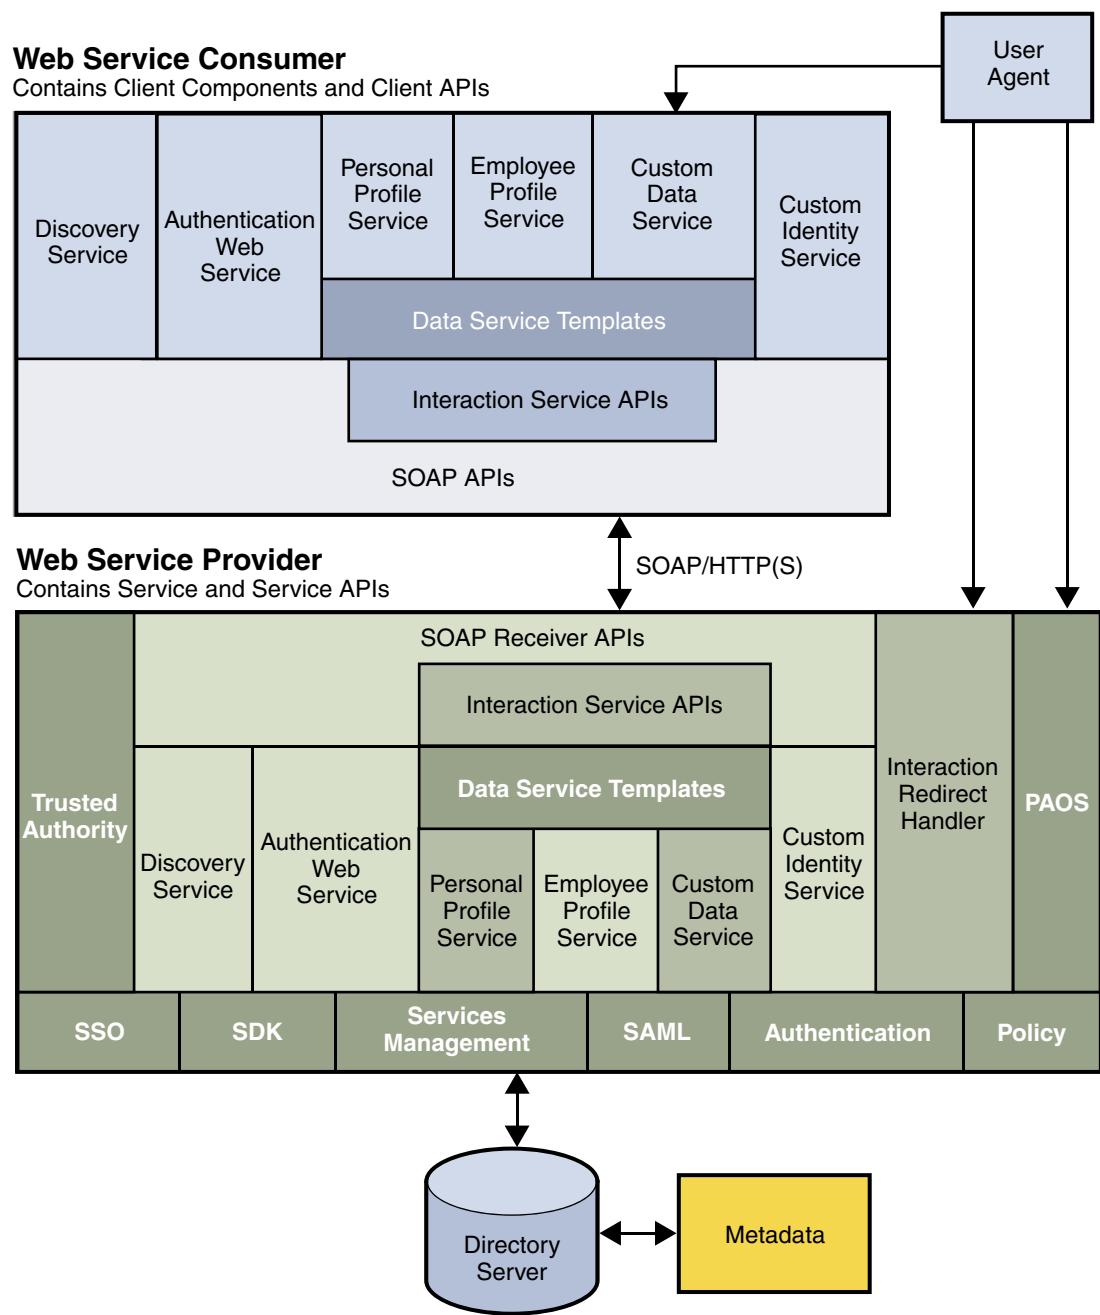 User
Agent
Web Service Consumer
Contains Client Components and Client APIs
Discovery
Service
Authentication
Web
Service
Personal
Profile
Service
Employee
Profile
Service
Custom
Data
Service
Custom
Identity
Service
Data Service Templates
Interaction Service APIs
SOAP APIs
SOAP/HTTP(S)
Web Service Provider
Contains Service and Service APIs
SOAP Receiver APIs
Interaction Service APIs
Data Service Templates
Trusted
Authority
Discovery
Service
Authentication
Web
Service
Personal
Profile
Service
Employee
Profile
Service
Custom
Data
Service
Custom
Identity
Service
Interaction
Redirect
Handler
PAOS
SSO
SDK
Services
Management
SAML
Authentication
Policy
Directory
Server
Metadata